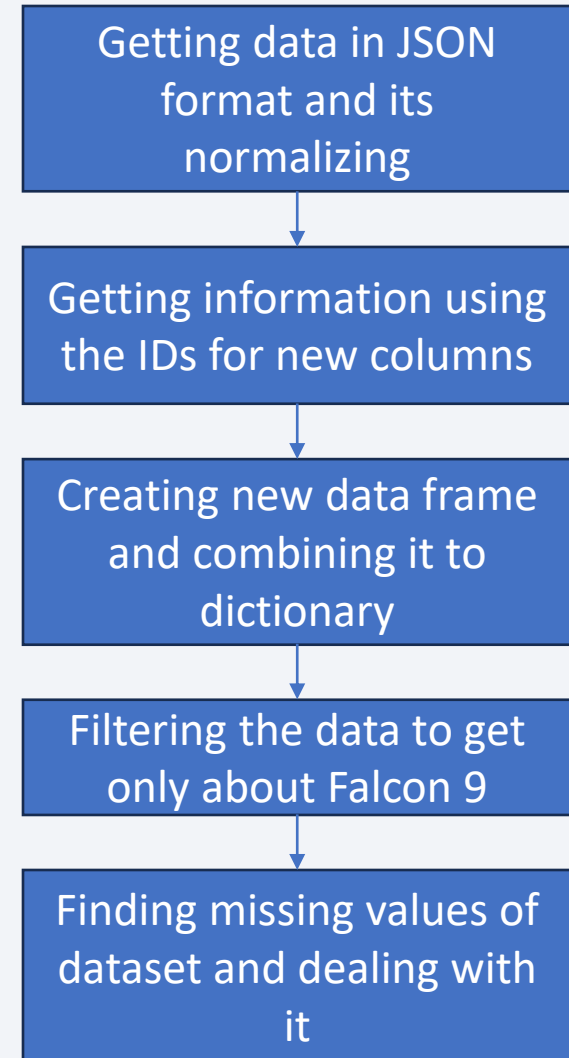 Getting data in JSON
format and its
normalizing
Getting information using
the IDs for new columns
Creating new data frame
and combining it to
dictionary
Filtering the data to get
only about Falcon 9
Finding missing values of
dataset and dealing with
it